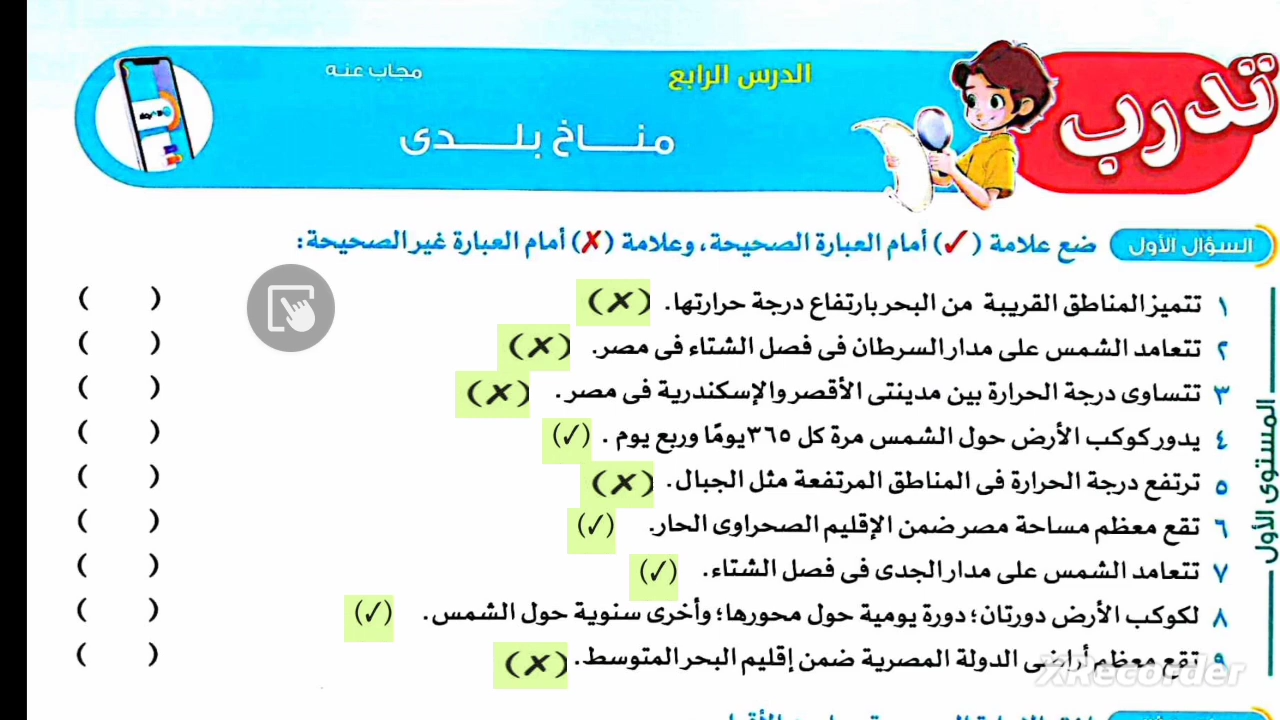 تدرب
الدرس الرابع
مجاب عنه
مناخ بلدى
السؤال الأول ضع علامة (✓) أمام العبارة الصحيحة، وعلامة (✗) أمام العبارة غير الصحيحة:
المستوى الأول
١ تتميز المناطق القريبة من البحر بارتفاع درجة حرارتها. (✗) ( )
٢ تتعامد الشمس على مدار السرطان فى فصل الشتاء فى مصر. (✗) ( )
٣ تتساوى درجة الحرارة بين مدينتى الأقصر والإسكندرية فى مصر. (✗) ( )
٤ يدور كوكب الأرض حول الشمس مرة كل ٣٦٥ يومًا وربع يوم. (✓) ( )
٥ ترتفع درجة الحرارة فى المناطق المرتفعة مثل الجبال. (✗) ( )
٦ تقع معظم مساحة مصر ضمن الإقليم الصحراوى الحار. (✓) ( )
٧ تتعامد الشمس على مدار الجدى فى فصل الشتاء. (✓) ( )
٨ لكوكب الأرض دورتان؛ دورة يومية حول محورها؛ وأخرى سنوية حول الشمس. (✓) ( )
٩ تقع معظم أراضى الدولة المصرية ضمن إقليم البحر المتوسط. (✗) ( )
XRecorder